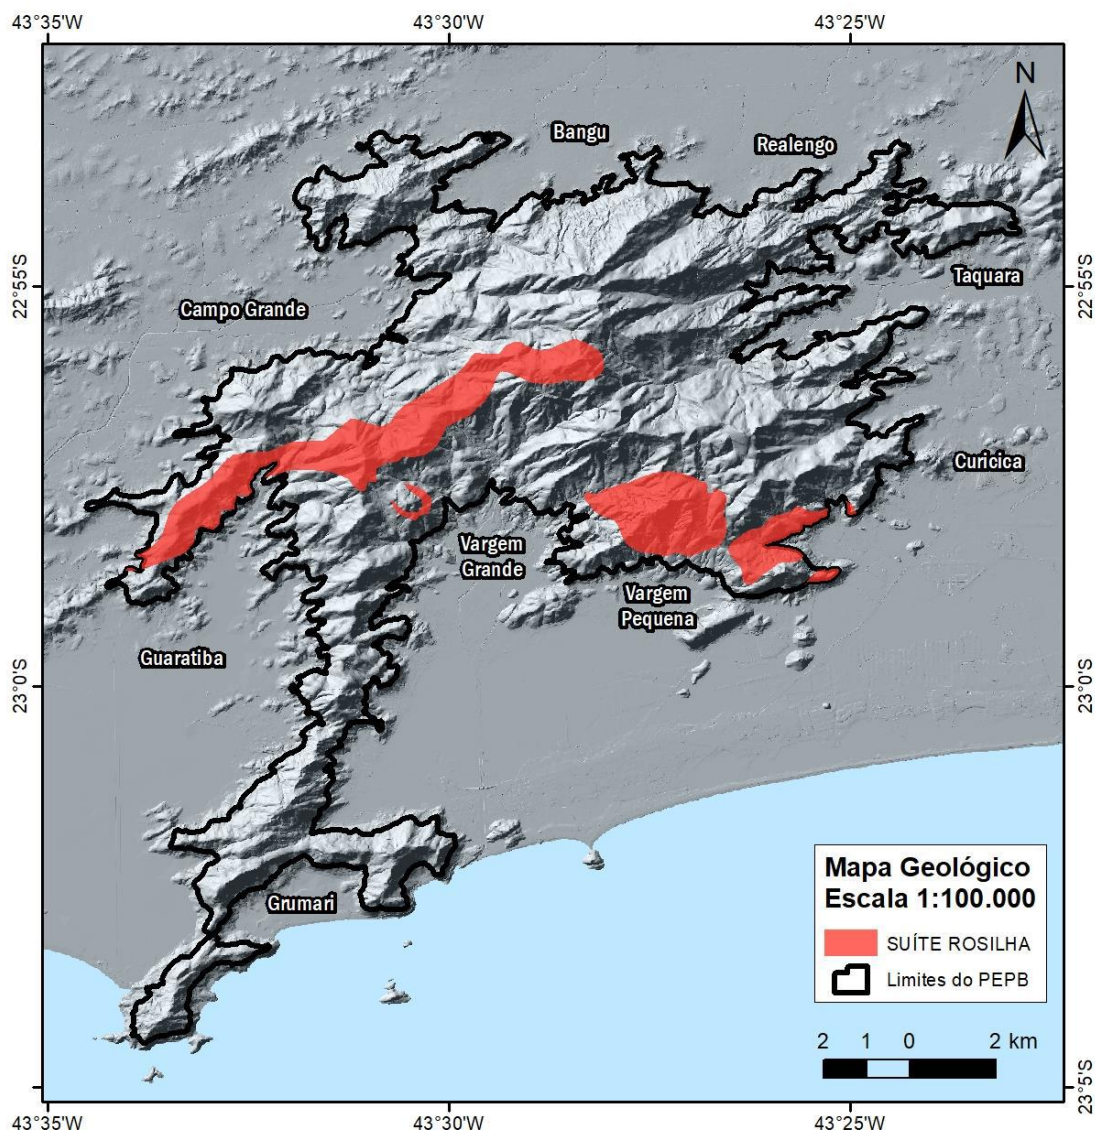 43°35'W
43°30'W
43°25'W
N
Bangu
Realengo
Taquara
22°55'S
22°55'S
Campo Grande
Curicica
Vargem
Grande
Vargem
Pequena
Guaratiba
23°0'S
23°0'S
Grumari
Mapa Geológico
Escala 1:100.000
SUÍTE ROSILHA
Limites do PEPB
2 1 0 2 km
23°5'S
43°35'W
43°30'W
43°25'W